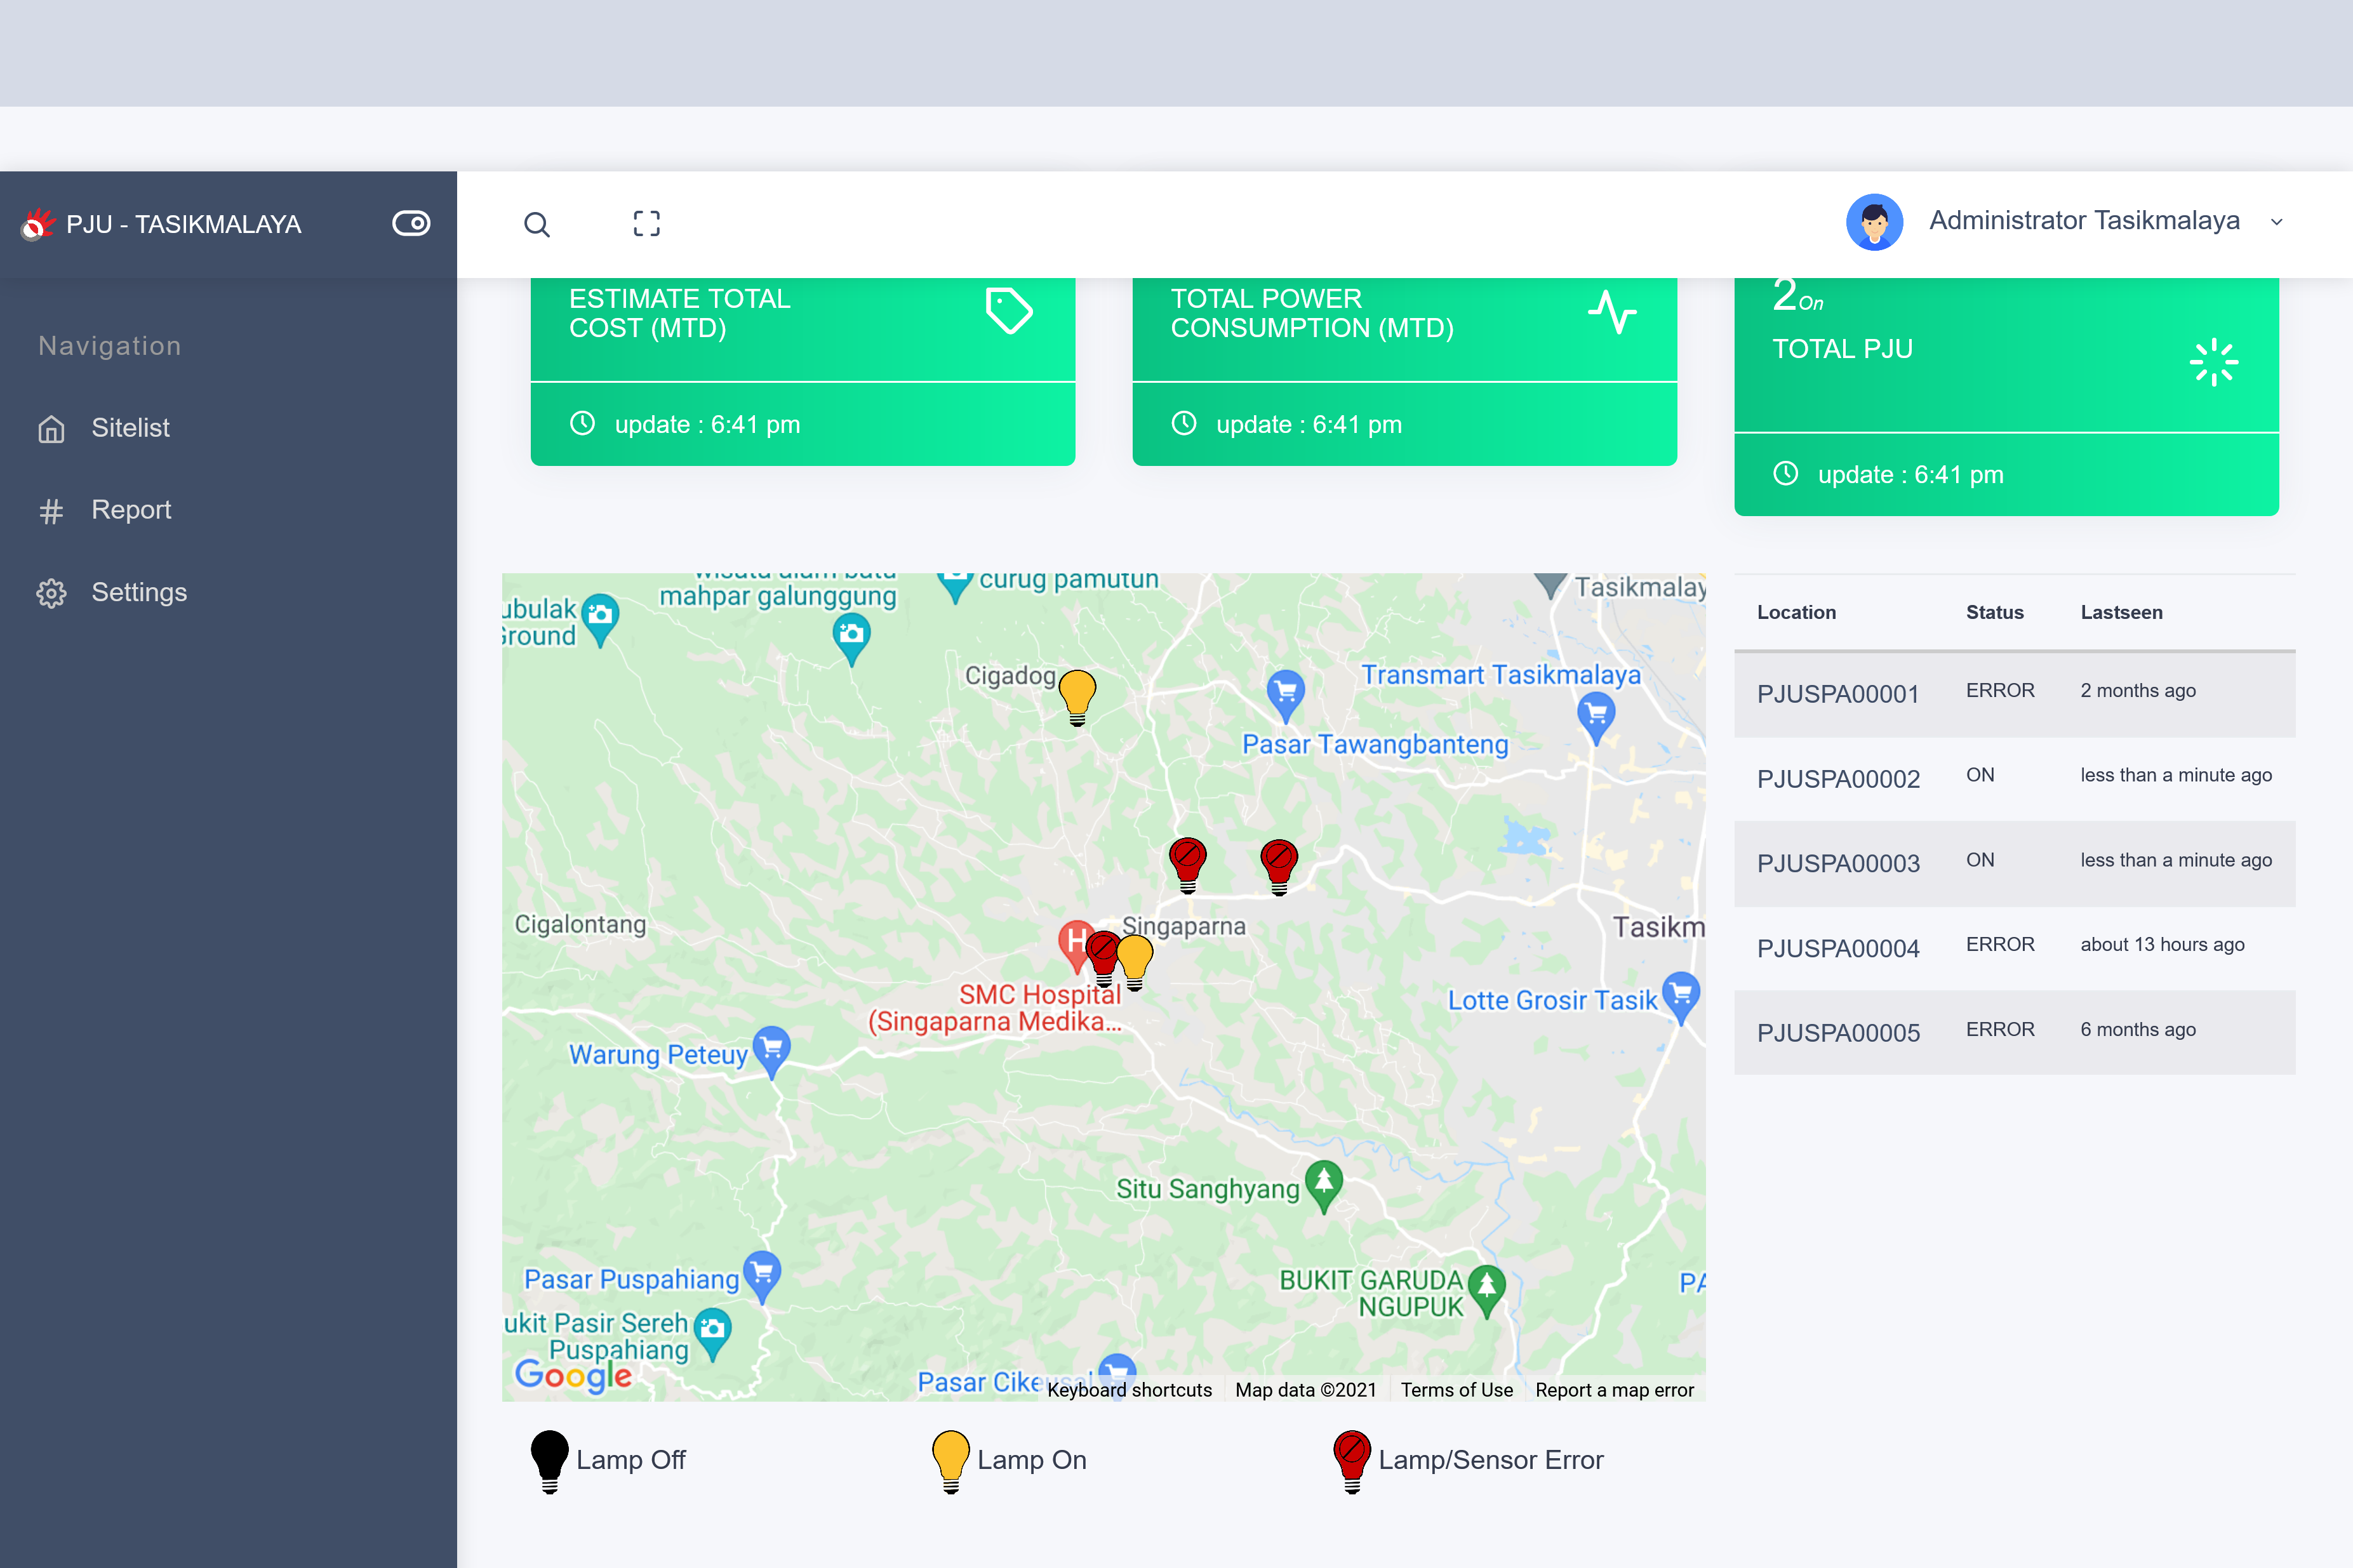 PJU - TASIKMALAYA
Administrator Tasikmalaya
Navigation
Sitelist
Report
Settings
ESTIMATE TOTAL
COST (MTD)
update : 6:41 pm
TOTAL POWER
CONSUMPTION (MTD)
update : 6:41 pm
2 On
TOTAL PJU
update : 6:41 pm
wisata alam batu
mahpar galunggung
curug pamutuh
Tasikmalay
ubulak
Ground
Cigadog
Transmart Tasikmalaya
Pasar Tawangbanteng
Cigalontang
Singaparna
Tasikm
SMC Hospital
(Singaparna Medika...
Lotte Grosir Tasik
Warung Peteuy
Situ Sanghyang
Pasar Puspahiang
BUKIT GARUDA
NGUPUK
PA
ukit Pasir Sereh
Puspahiang
Google
Pasar Cikeusal
Keyboard shortcuts
Map data ©2021
Terms of Use
Report a map error
Lamp Off
Lamp On
Lamp/Sensor Error
Location Status Lastseen
PJUSPA00001 ERROR 2 months ago
PJUSPA00002 ON less than a minute ago
PJUSPA00003 ON less than a minute ago
PJUSPA00004 ERROR about 13 hours ago
PJUSPA00005 ERROR 6 months ago